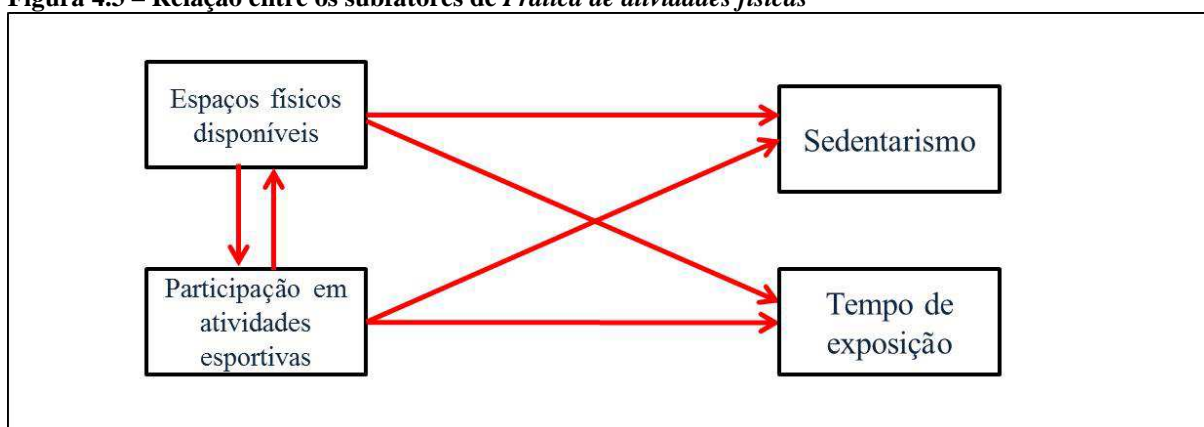 Figura 4.5 – Relação entre os subfatores de Prática de atividades físicas
Espaços físicos
disponíveis
Sedentarismo
Participação em
atividades
esportivas
Tempo de
exposição